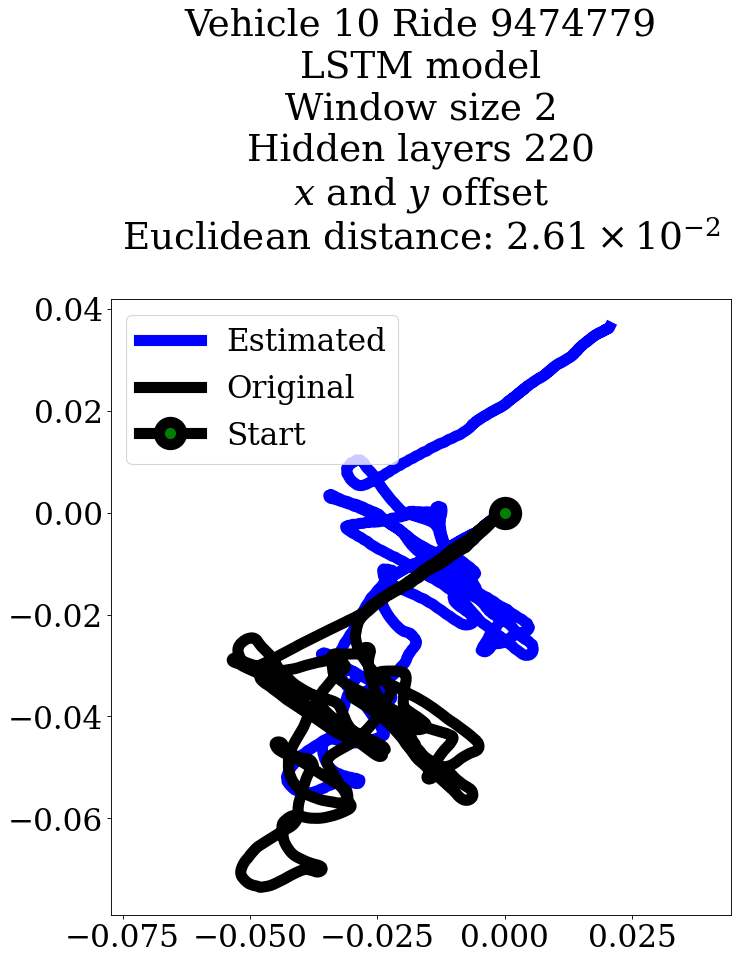 Vehicle 10 Ride 9474779
LSTM model
Window size 2
Hidden layers 220
x and y offset
Euclidean distance: 2.61 × 10⁻²
Estimated
Original
Start
0.04
0.02
0.00
−0.02
−0.04
−0.06
−0.075 −0.050 −0.025 0.000 0.025